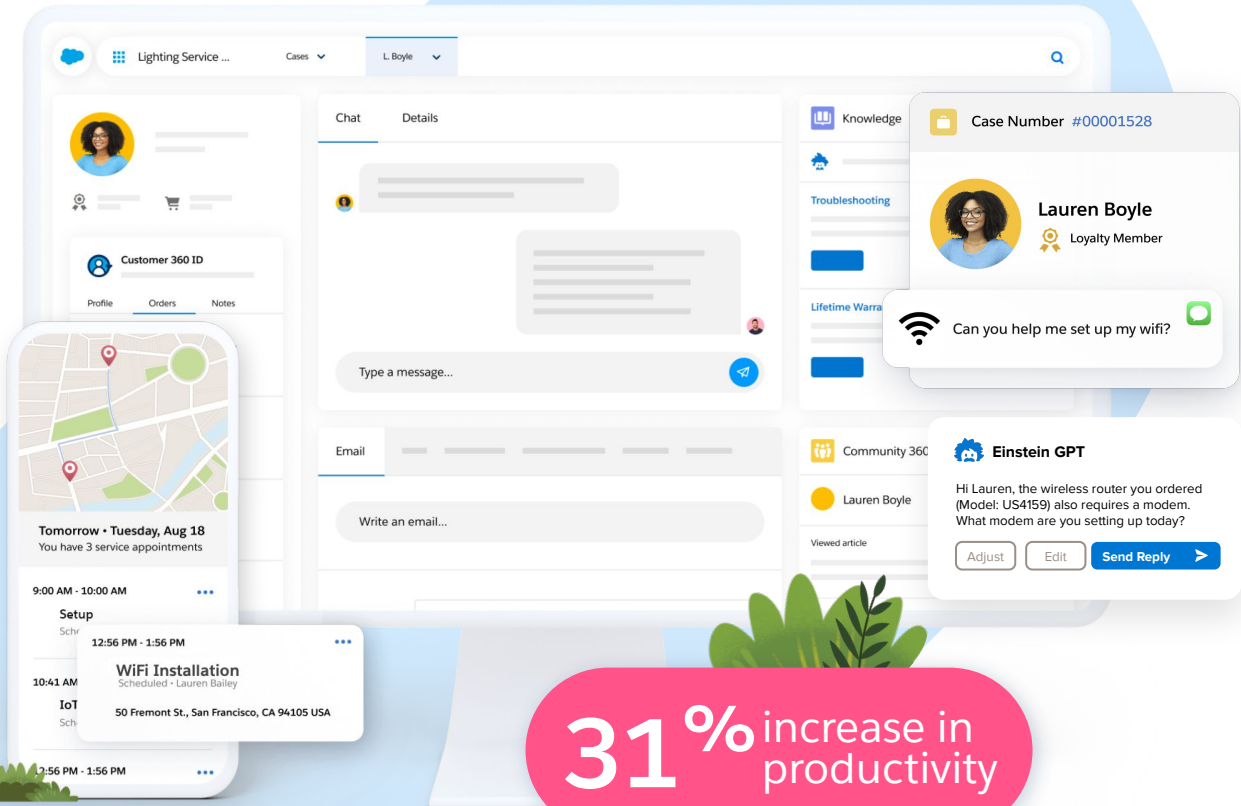 Lighting Service ...
Cases
L. Boyle
Chat
Details
Knowledge
Troubleshooting
Lifetime Warra
Case Number #00001528
Lauren Boyle
Loyalty Member
Can you help me set up my wifi?
Customer 360 ID
Profile
Orders
Notes
Type a message...
Email
Write an email...
Community 360
Lauren Boyle
Viewed article
Einstein GPT
Hi Lauren, the wireless router you ordered
(Model: US4159) also requires a modem.
What modem are you setting up today?
Adjust
Edit
Send Reply
Tomorrow • Tuesday, Aug 18
You have 3 service appointments
9:00 AM - 10:00 AM
Setup
Sche
12:56 PM - 1:56 PM
WiFi Installation
Scheduled • Lauren Bailey
50 Fremont St., San Francisco, CA 94105 USA
10:41 AM
IoT
Sch
12:56 PM - 1:56 PM
31% increase in
productivity